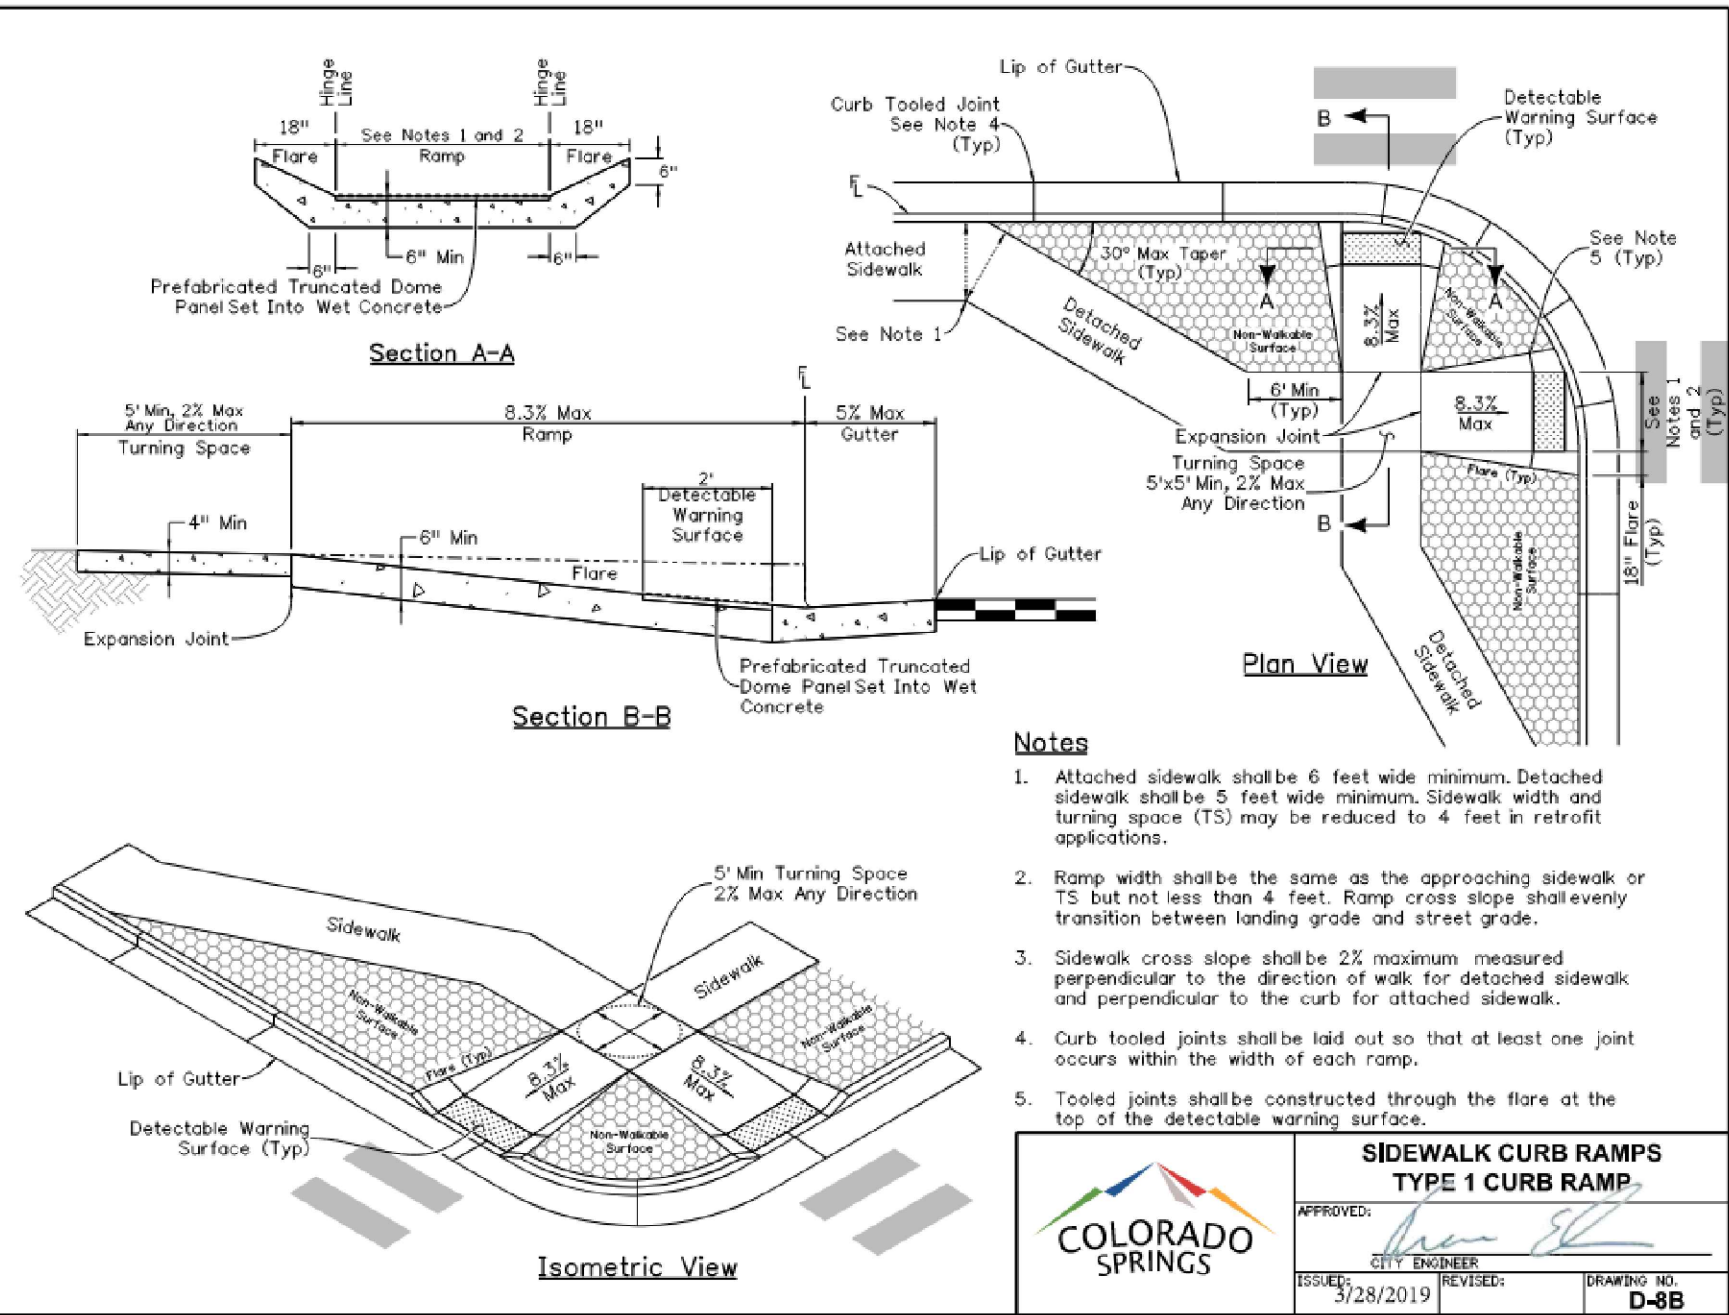 Hinge
Line
Hinge
Line
18"
See Notes 1 and 2
18"
Flare
Ramp
Flare
6"
6" Min
6"
6"
Prefabricated Truncated Dome
Panel Set Into Wet Concrete
Section A-A
Lip of Gutter
Curb Tooled Joint
See Note 4
(Typ)
B
Detectable
Warning Surface
(Typ)
FL
Attached
Sidewalk
30° Max Taper
(Typ)
See Note
5 (Typ)
A
A
See Note 1
Detached
Sidewalk
Non-Walkable
Surface
8.3%
Max
Non-Walkable
Surface
6' Min
(Typ)
8.3%
Max
See
Notes 1
and 2
(Typ)
Expansion Joint
Turning Space
5'x5' Min, 2% Max
Any Direction
Flare (Typ)
B
18" Flare
(Typ)
Non-Walkable
Surface
Detached
Sidewalk
Plan View
FL
5' Min, 2% Max
Any Direction
Turning Space
8.3% Max
Ramp
5% Max
Gutter
2'
Detectable
Warning
Surface
4" Min
6" Min
Flare
Lip of Gutter
Expansion Joint
Prefabricated Truncated
Dome Panel Set Into Wet
Concrete
Section B-B
Notes
1. Attached sidewalk shall be 6 feet wide minimum. Detached
sidewalk shall be 5 feet wide minimum. Sidewalk width and
turning space (TS) may be reduced to 4 feet in retrofit
applications.
2. Ramp width shall be the same as the approaching sidewalk or
TS but not less than 4 feet. Ramp cross slope shall evenly
transition between landing grade and street grade.
3. Sidewalk cross slope shall be 2% maximum measured
perpendicular to the direction of walk for detached sidewalk
and perpendicular to the curb for attached sidewalk.
4. Curb tooled joints shall be laid out so that at least one joint
occurs within the width of each ramp.
5. Tooled joints shall be constructed through the flare at the
top of the detectable warning surface.
5' Min Turning Space
2% Max Any Direction
Sidewalk
Sidewalk
Non-Walkable
Surface
Non-Walkable
Surface
Flare (Typ)
8.3%
Max
8.3%
Max
Lip of Gutter
Detectable Warning
Surface (Typ)
Non-Walkable
Surface
Isometric View
COLORADO
SPRINGS
SIDEWALK CURB RAMPS
TYPE 1 CURB RAMP
APPROVED:
CITY ENGINEER
ISSUED:
3/28/2019
REVISED:
DRAWING NO.
D-8B